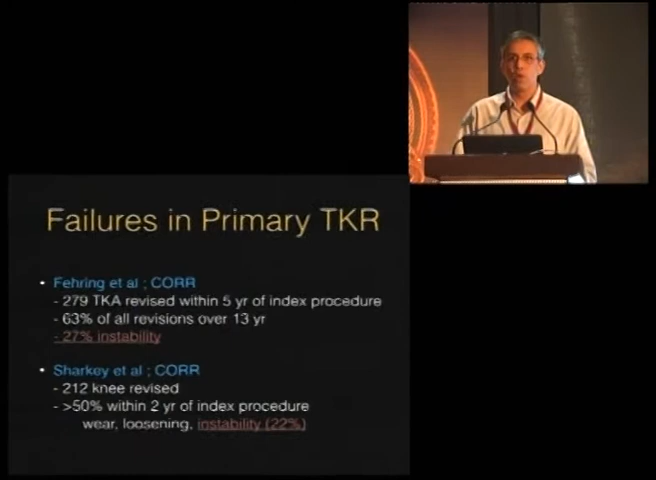 Failures in Primary TKR
• Fehring et al ; CORR
- 279 TKA revised within 5 yr of index procedure
- 63% of all revisions over 13 yr
- 27% instability
• Sharkey et al ; CORR
- 212 knee revised
- >50% within 2 yr of index procedure
wear, loosening, instability (22%)